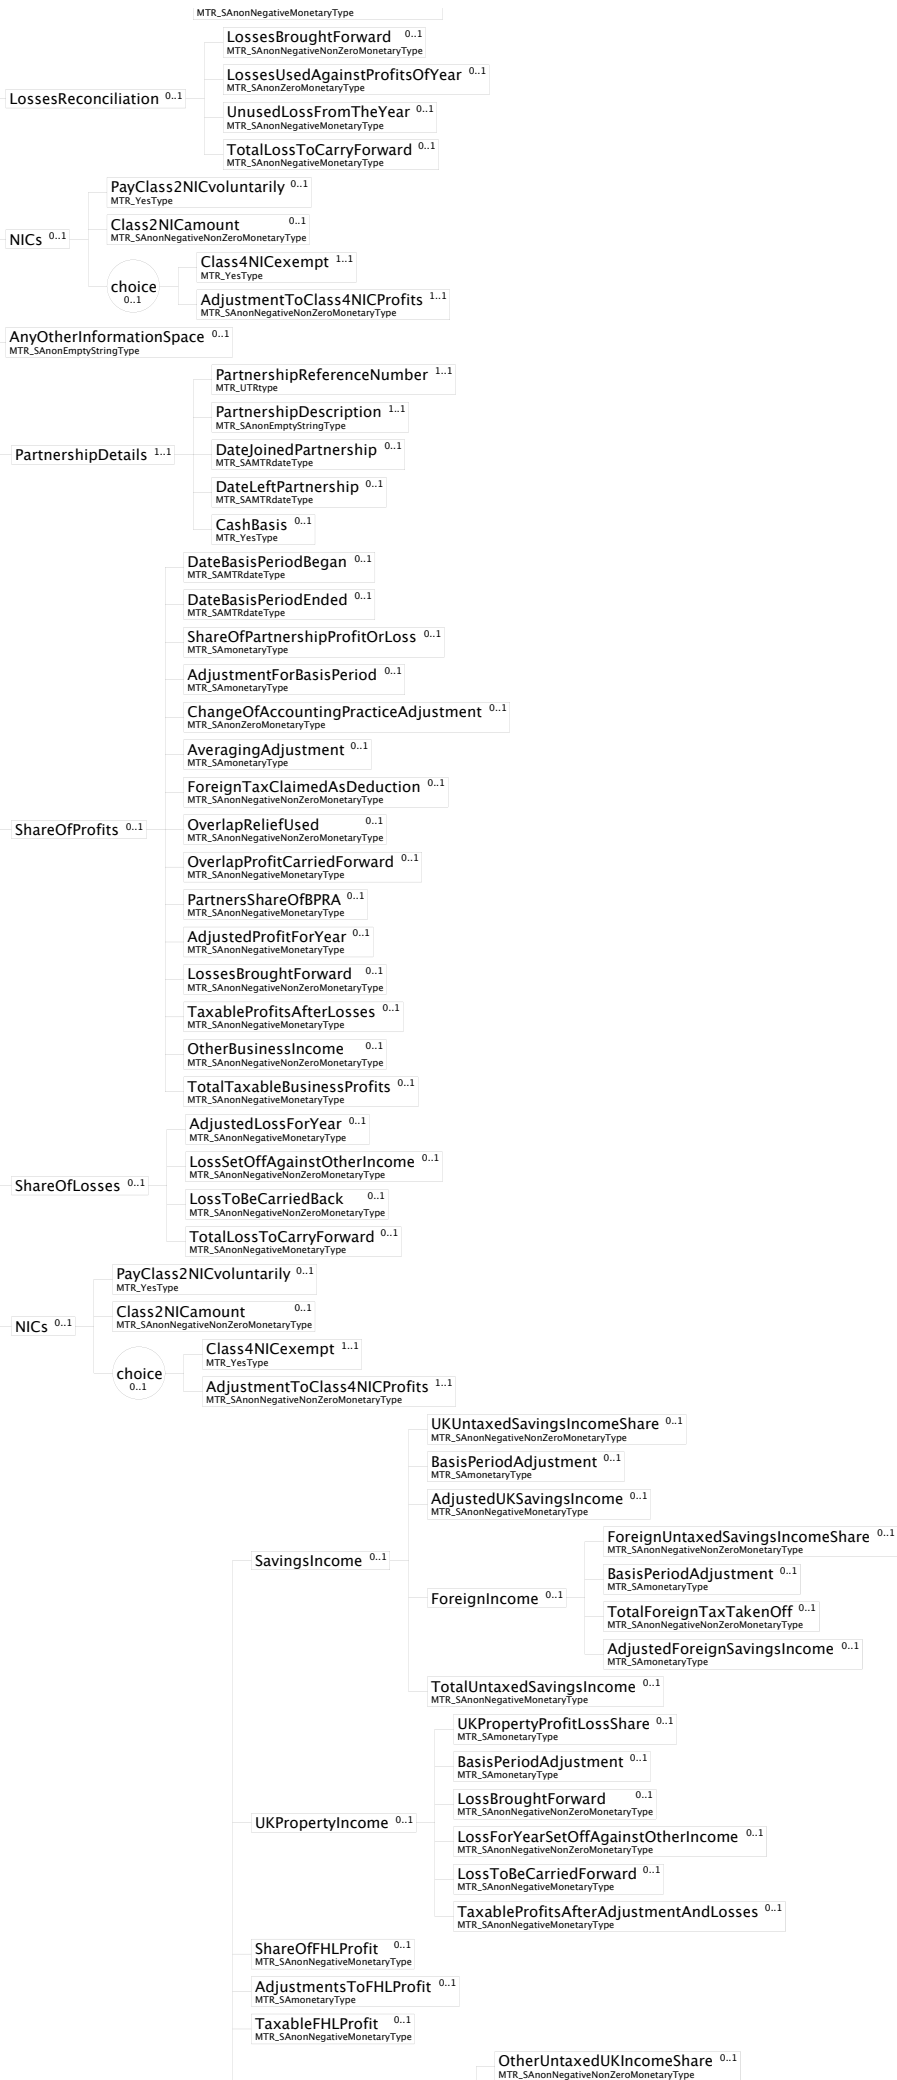 MTR_SAnonNegativeMonetaryType
LossesReconciliation 0..1
LossesBroughtForward 0..1
MTR_SAnonNegativeNonZeroMonetaryType
LossesUsedAgainstProfitsOfYear 0..1
MTR_SAnonZeroMonetaryType
UnusedLossFromTheYear 0..1
MTR_SAnonNegativeMonetaryType
TotalLossToCarryForward 0..1
MTR_SAnonNegativeMonetaryType
NICs 0..1
PayClass2NICvoluntarily 0..1
MTR_YesType
Class2NICamount 0..1
MTR_SAnonNegativeNonZeroMonetaryType
choice
0..1
Class4NICexempt 1..1
MTR_YesType
AdjustmentToClass4NICProfits 1..1
MTR_SAnonNegativeNonZeroMonetaryType
AnyOtherInformationSpace 0..1
MTR_SAnonEmptyStringType
PartnershipDetails 1..1
PartnershipReferenceNumber 1..1
MTR_UTRtype
PartnershipDescription 1..1
MTR_SAnonEmptyStringType
DateJoinedPartnership 0..1
MTR_SAMTRdateType
DateLeftPartnership 0..1
MTR_SAMTRdateType
CashBasis 0..1
MTR_YesType
ShareOfProfits 0..1
DateBasisPeriodBegan 0..1
MTR_SAMTRdateType
DateBasisPeriodEnded 0..1
MTR_SAMTRdateType
ShareOfPartnershipProfitOrLoss 0..1
MTR_SAmonetaryType
AdjustmentForBasisPeriod 0..1
MTR_SAmonetaryType
ChangeOfAccountingPracticeAdjustment 0..1
MTR_SAnonZeroMonetaryType
AveragingAdjustment 0..1
MTR_SAmonetaryType
ForeignTaxClaimedAsDeduction 0..1
MTR_SAnonNegativeNonZeroMonetaryType
OverlapReliefUsed 0..1
MTR_SAnonNegativeNonZeroMonetaryType
OverlapProfitCarriedForward 0..1
MTR_SAnonNegativeMonetaryType
PartnersShareOfBPRA 0..1
MTR_SAnonNegativeMonetaryType
AdjustedProfitForYear 0..1
MTR_SAnonNegativeMonetaryType
LossesBroughtForward 0..1
MTR_SAnonNegativeNonZeroMonetaryType
TaxableProfitsAfterLosses 0..1
MTR_SAnonNegativeMonetaryType
OtherBusinessIncome 0..1
MTR_SAnonNegativeNonZeroMonetaryType
TotalTaxableBusinessProfits 0..1
MTR_SAnonNegativeMonetaryType
ShareOfLosses 0..1
AdjustedLossForYear 0..1
MTR_SAnonNegativeMonetaryType
LossSetOffAgainstOtherIncome 0..1
MTR_SAnonNegativeNonZeroMonetaryType
LossToBeCarriedBack 0..1
MTR_SAnonNegativeNonZeroMonetaryType
TotalLossToCarryForward 0..1
MTR_SAnonNegativeMonetaryType
NICs 0..1
PayClass2NICvoluntarily 0..1
MTR_YesType
Class2NICamount 0..1
MTR_SAnonNegativeNonZeroMonetaryType
choice
0..1
Class4NICexempt 1..1
MTR_YesType
AdjustmentToClass4NICProfits 1..1
MTR_SAnonNegativeNonZeroMonetaryType
SavingsIncome 0..1
UKUntaxedSavingsIncomeShare 0..1
MTR_SAnonNegativeNonZeroMonetaryType
BasisPeriodAdjustment 0..1
MTR_SAmonetaryType
AdjustedUKSavingsIncome 0..1
MTR_SAnonNegativeMonetaryType
ForeignIncome 0..1
ForeignUntaxedSavingsIncomeShare 0..1
MTR_SAnonNegativeNonZeroMonetaryType
BasisPeriodAdjustment 0..1
MTR_SAmonetaryType
TotalForeignTaxTakenOff 0..1
MTR_SAnonNegativeNonZeroMonetaryType
AdjustedForeignSavingsIncome 0..1
MTR_SAmonetaryType
TotalUntaxedSavingsIncome 0..1
MTR_SAnonNegativeMonetaryType
UKPropertyIncome 0..1
UKPropertyProfitLossShare 0..1
MTR_SAmonetaryType
BasisPeriodAdjustment 0..1
MTR_SAmonetaryType
LossBroughtForward 0..1
MTR_SAnonNegativeNonZeroMonetaryType
LossForYearSetOffAgainstOtherIncome 0..1
MTR_SAnonNegativeNonZeroMonetaryType
LossToBeCarriedForward 0..1
MTR_SAnonNegativeMonetaryType
TaxableProfitsAfterAdjustmentAndLosses 0..1
MTR_SAnonNegativeMonetaryType
ShareOfFHLProfit 0..1
MTR_SAnonNegativeMonetaryType
AdjustmentsToFHLProfit 0..1
MTR_SAmonetaryType
TaxableFHLProfit 0..1
MTR_SAnonNegativeMonetaryType
OtherUntaxedUKIncomeShare 0..1
MTR_SAnonNegativeNonZeroMonetaryType